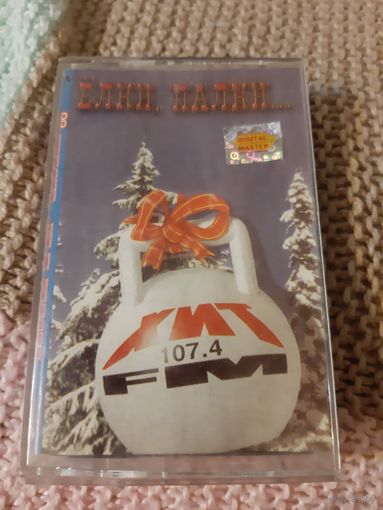 ЁЛКИ, ПАЛКИ...
DIGITAL
MASTER
ХИТ
107.4
FM